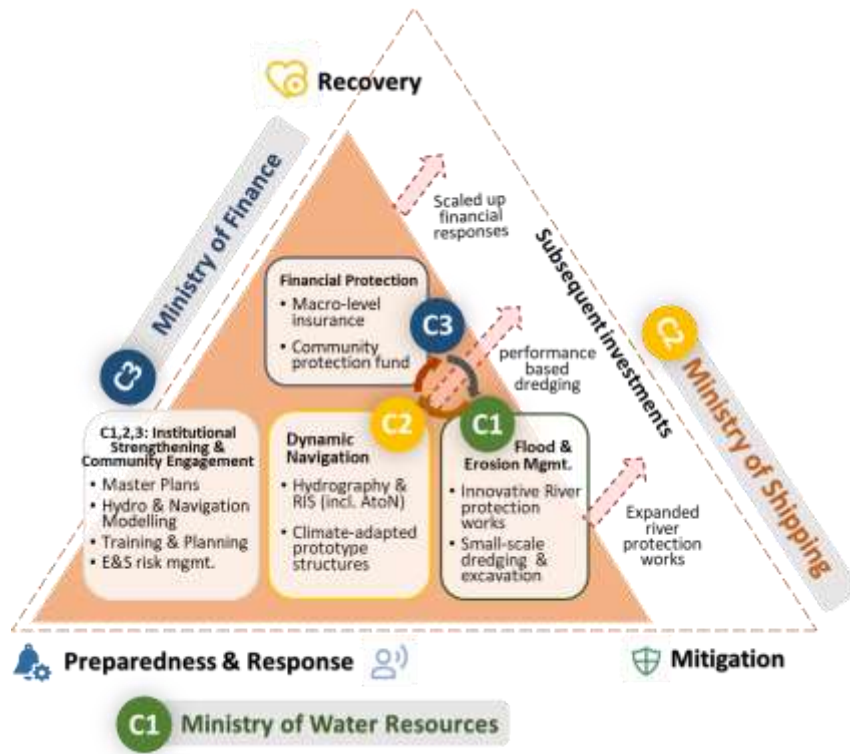 Recovery
Ministry of Finance
C3
Scaled up
financial
responses
Subsequent investments
C2
Ministry of Shipping
Financial Protection
• Macro-level
insurance
• Community
protection fund
C3
performance
based
dredging
C2
C1
C1,2,3: Institutional
Strengthening &
Community Engagement
• Master Plans
• Hydro & Navigation
Modelling
• Training & Planning
• E&S risk mgmt.
Dynamic
Navigation
• Hydrography &
RIS (incl. AtoN)
• Climate-adapted
prototype
structures
Flood &
Erosion Mgmt.
• Innovative River
protection
works
• Small-scale
dredging &
excavation
Expanded
river
protection
works
Preparedness & Response
Mitigation
C1
Ministry of Water Resources